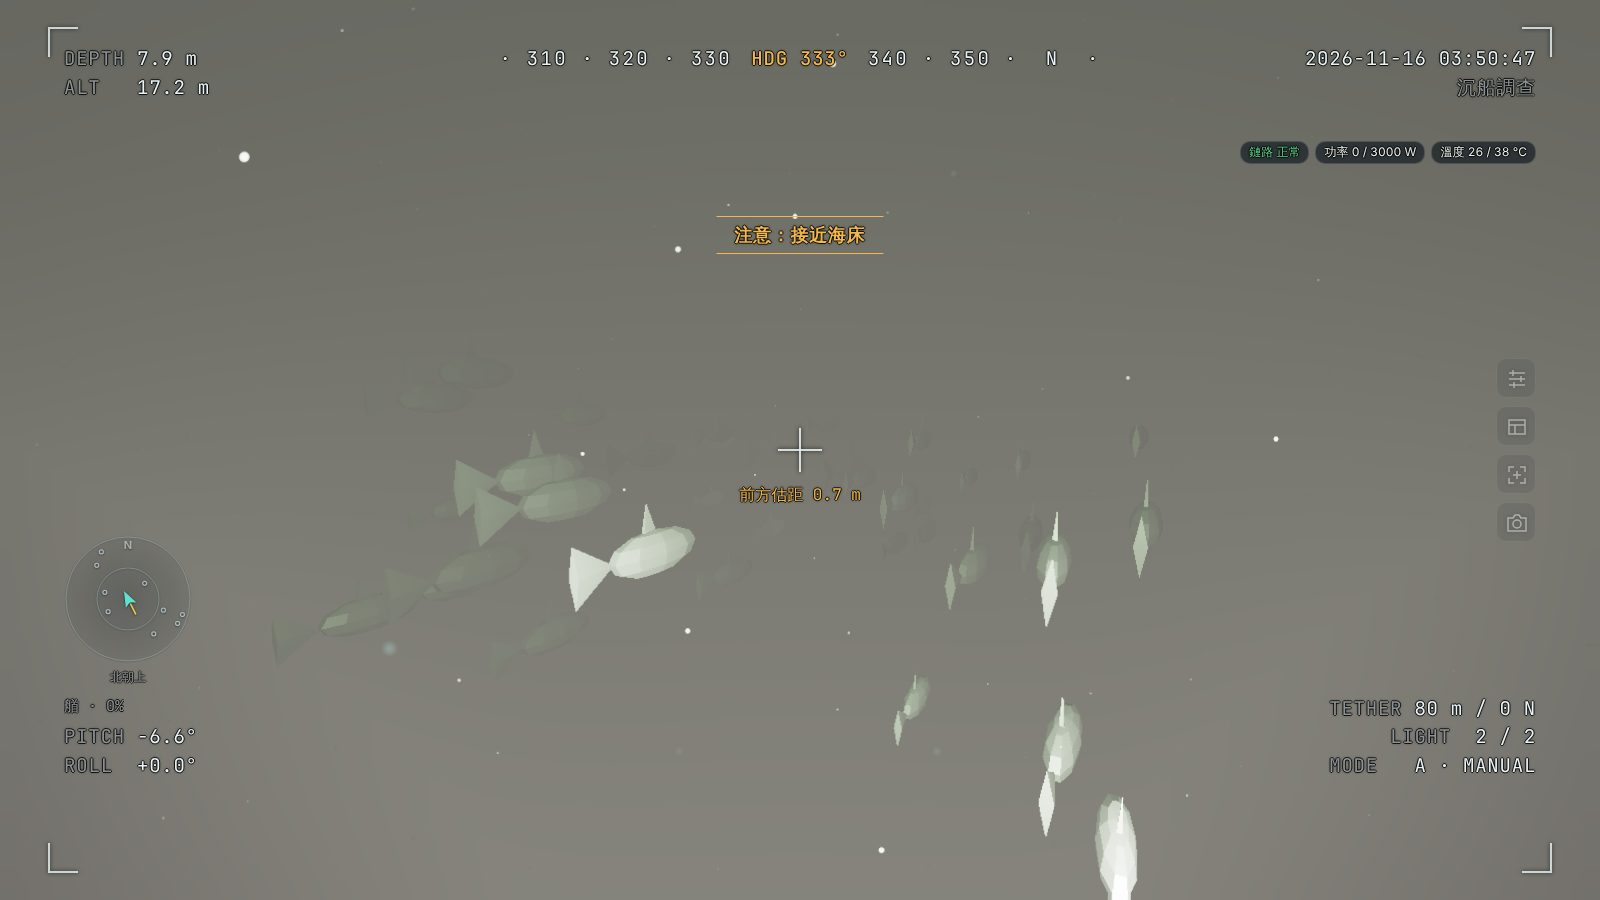 DEPTH 7.9 m
ALT 17.2 m
· 310 · 320 · 330 HDG 333° 340 · 350 · N ·
2026-11-16 03:50:47
沉船調查
鏈路 正常
功率 0 / 3000 W
溫度 26 / 38 °C
注意：接近海床
前方估距 0.7 m
N
北朝上
艏 · 0%
PITCH -6.6°
ROLL +0.0°
TETHER 80 m / 0 N
LIGHT 2 / 2
MODE A · MANUAL